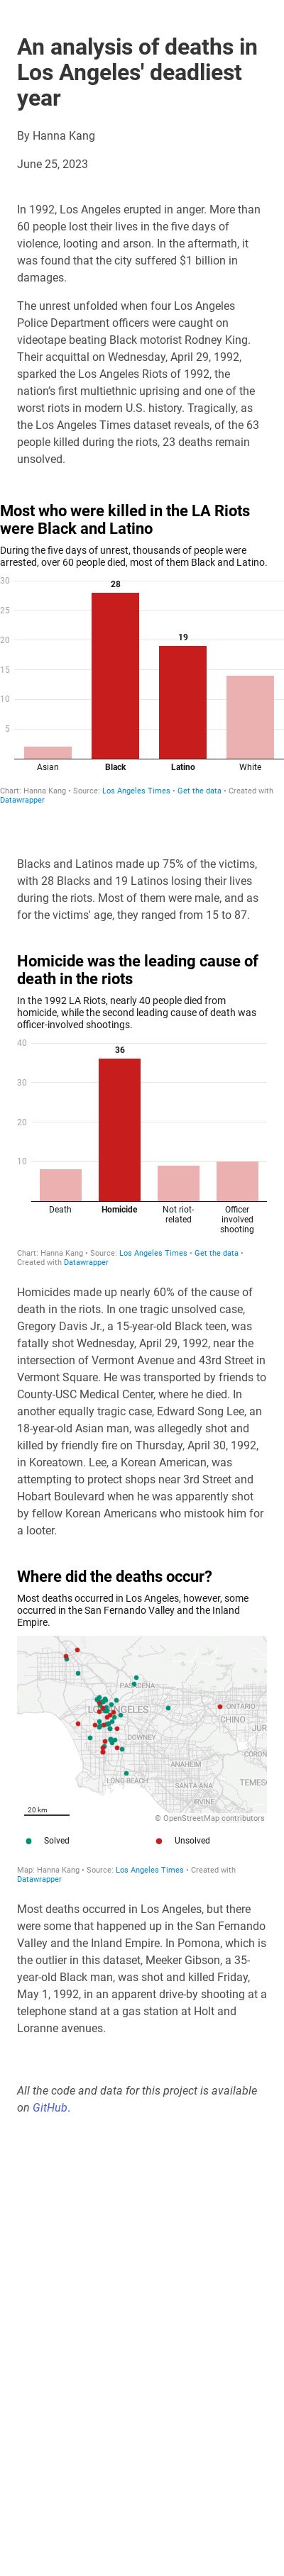 An analysis of deaths in
Los Angeles' deadliest
year
By Hanna Kang
June 25, 2023
In 1992, Los Angeles erupted in anger. More than
60 people lost their lives in the five days of
violence, looting and arson. In the aftermath, it
was found that the city suffered $1 billion in
damages.
The unrest unfolded when four Los Angeles
Police Department officers were caught on
videotape beating Black motorist Rodney King.
Their acquittal on Wednesday, April 29, 1992,
sparked the Los Angeles Riots of 1992, the
nation's first multiethnic uprising and one of the
worst riots in modern U.S. history. Tragically, as
the Los Angeles Times dataset reveals, of the 63
people killed during the riots, 23 deaths remain
unsolved.
Most who were killed in the LA Riots
were Black and Latino
During the five days of unrest, thousands of people were
arrested, over 60 people died, most of them Black and Latino.
30
28
25
20
19
15
10
5
Asian Black Latino White
Chart: Hanna Kang • Source: Los Angeles Times • Get the data • Created with
Datawrapper
Blacks and Latinos made up 75% of the victims,
with 28 Blacks and 19 Latinos losing their lives
during the riots. Most of them were male, and as
for the victims' age, they ranged from 15 to 87.
Homicide was the leading cause of
death in the riots
In the 1992 LA Riots, nearly 40 people died from
homicide, while the second leading cause of death was
officer-involved shootings.
40
36
30
20
10
Death Homicide Not riot-
related Officer
involved
shooting
Chart: Hanna Kang • Source: Los Angeles Times • Get the data •
Created with Datawrapper
Homicides made up nearly 60% of the cause of
death in the riots. In one tragic unsolved case,
Gregory Davis Jr., a 15-year-old Black teen, was
fatally shot Wednesday, April 29, 1992, near the
intersection of Vermont Avenue and 43rd Street in
Vermont Square. He was transported by friends to
County-USC Medical Center, where he died. In
another equally tragic case, Edward Song Lee, an
18-year-old Asian man, was allegedly shot and
killed by friendly fire on Thursday, April 30, 1992,
in Koreatown. Lee, a Korean American, was
attempting to protect shops near 3rd Street and
Hobart Boulevard when he was apparently shot
by fellow Korean Americans who mistook him for
a looter.
Where did the deaths occur?
Most deaths occurred in Los Angeles, however, some
occurred in the San Fernando Valley and the Inland
Empire.
PASADENA
LOS ANGELES
ONTARIO
CHINO
JUR
DOWNEY
CORON
ANAHEIM
LONG BEACH
SANTA ANA
TEMES
IRVINE
20 km
© OpenStreetMap contributors
Solved Unsolved
Map: Hanna Kang • Source: Los Angeles Times • Created with
Datawrapper
Most deaths occurred in Los Angeles, but there
were some that happened up in the San Fernando
Valley and the Inland Empire. In Pomona, which is
the outlier in this dataset, Meeker Gibson, a 35-
year-old Black man, was shot and killed Friday,
May 1, 1992, in an apparent drive-by shooting at a
telephone stand at a gas station at Holt and
Loranne avenues.
All the code and data for this project is available
on GitHub.